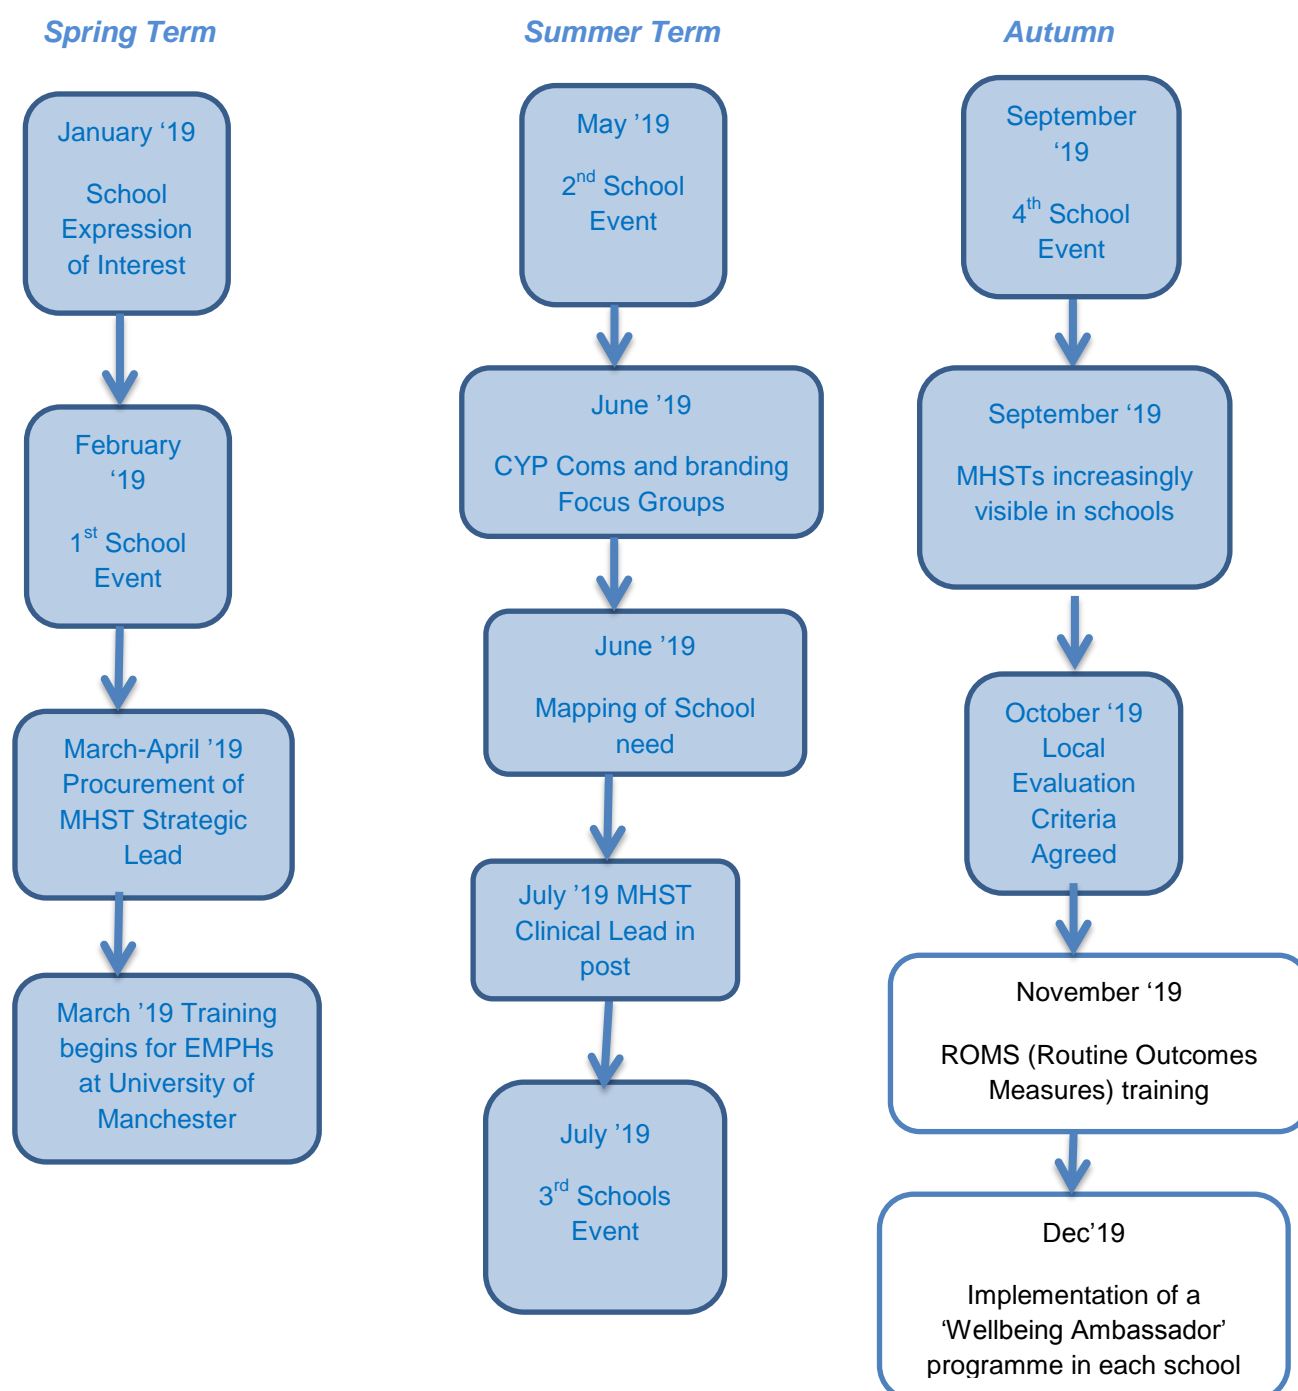 Spring Term
January ‘19
School
Expression
of Interest
February
‘19
1st School
Event
March-April ’19
Procurement of
MHST Strategic
Lead
March ’19 Training
begins for EMPHs
at University of
Manchester
Summer Term
May ’19
2nd School
Event
June ’19
CYP Coms and branding
Focus Groups
June ’19
Mapping of School
need
July ’19 MHST
Clinical Lead in
post
July ’19
3rd Schools
Event
Autumn
September
‘19
4th School
Event
September ‘19
MHSTs increasingly
visible in schools
October ‘19
Local
Evaluation
Criteria
Agreed
November ‘19
ROMS (Routine Outcomes
Measures) training
Dec’19
Implementation of a
‘Wellbeing Ambassador’
programme in each school